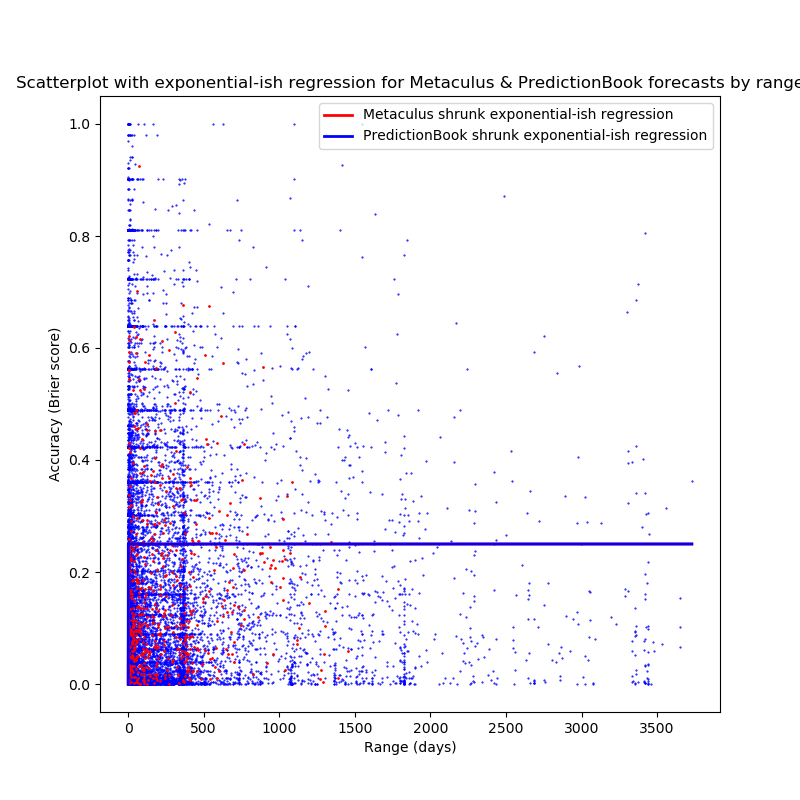 Scatterplot with exponential-ish regression for Metaculus & PredictionBook forecasts by range
Metaculus shrunk exponential-ish regression
PredictionBook shrunk exponential-ish regression
1.0
0.8
0.6
0.4
0.2
0.0
Accuracy (Brier score)
0 500 1000 1500 2000 2500 3000 3500
Range (days)